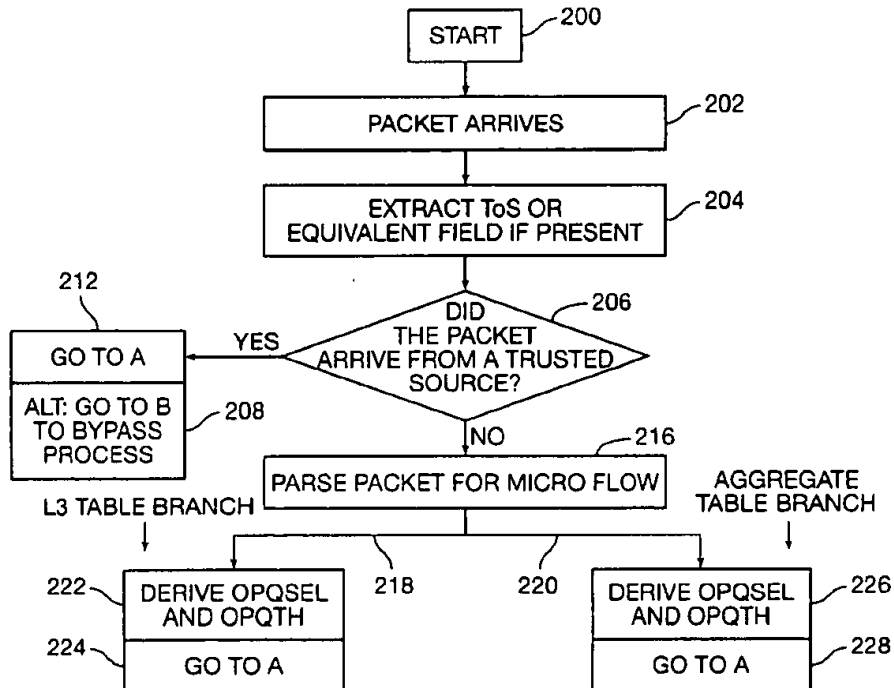 START
200
PACKET ARRIVES
202
EXTRACT ToS OR
EQUIVALENT FIELD IF PRESENT
204
DID
THE PACKET
ARRIVE FROM A TRUSTED
SOURCE?
206
YES
212
GO TO A
ALT: GO TO B
TO BYPASS
PROCESS
208
NO
216
PARSE PACKET FOR MICRO FLOW
L3 TABLE BRANCH
AGGREGATE
TABLE BRANCH
218
220
222
DERIVE OPQSEL
AND OPQTH
224
GO TO A
DERIVE OPQSEL
AND OPQTH
226
GO TO A
228